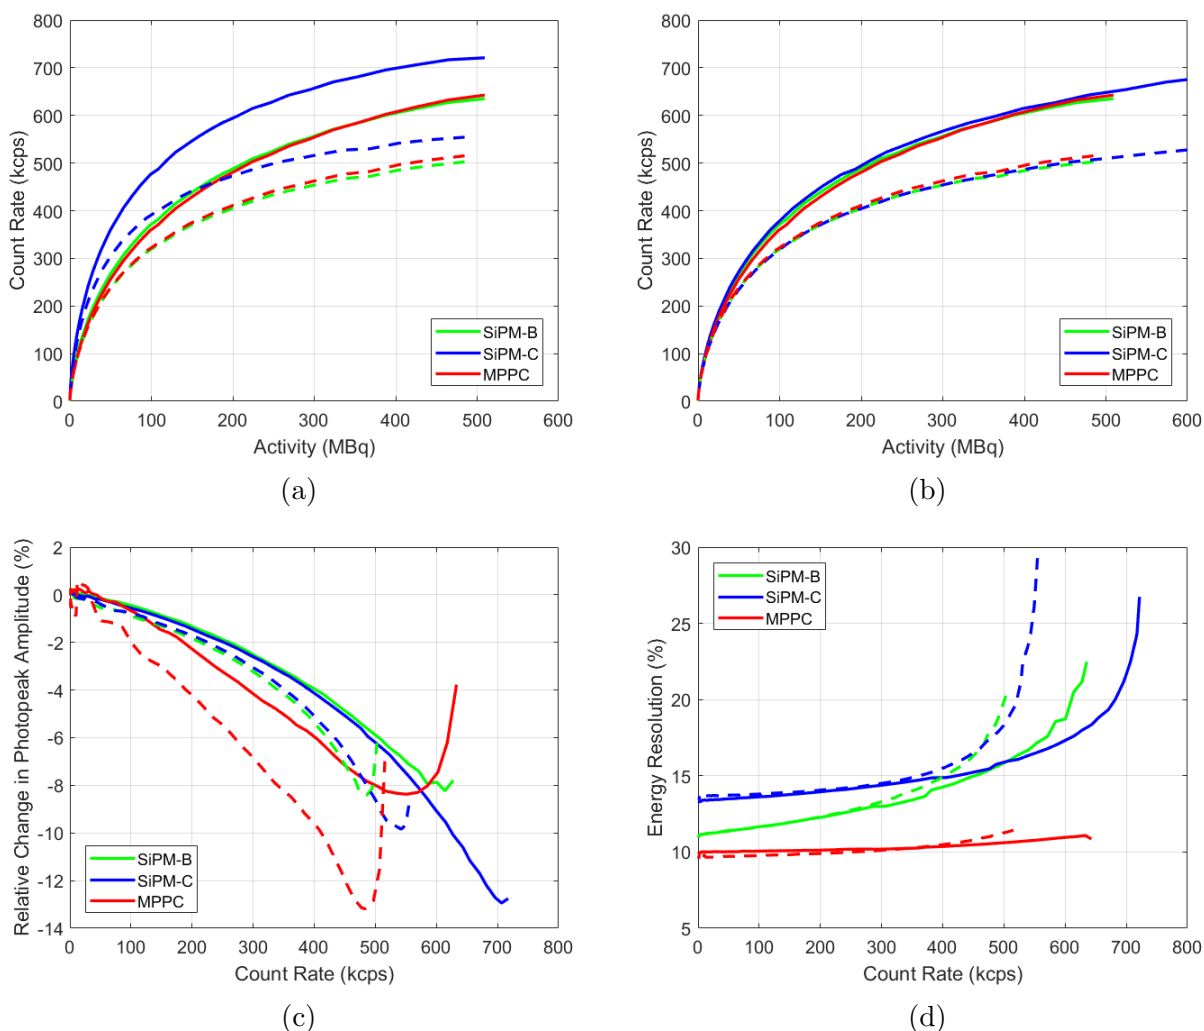 800
700
600
500
400
300
200
100
0
Count Rate (kcps)
SiPM-B
SiPM-C
MPPC
0 100 200 300 400 500 600
Activity (MBq)
(a)
800
700
600
500
400
300
200
100
0
Count Rate (kcps)
SiPM-B
SiPM-C
MPPC
0 100 200 300 400 500 600
Activity (MBq)
(b)
2
0
-2
-4
-6
-8
-10
-12
-14
Relative Change in Photopeak Amplitude (%)
SiPM-B
SiPM-C
MPPC
0 100 200 300 400 500 600 700 800
Count Rate (kcps)
(c)
30
25
20
15
10
5
Energy Resolution (%)
SiPM-B
SiPM-C
MPPC
0 100 200 300 400 500 600 700 800
Count Rate (kcps)
(d)